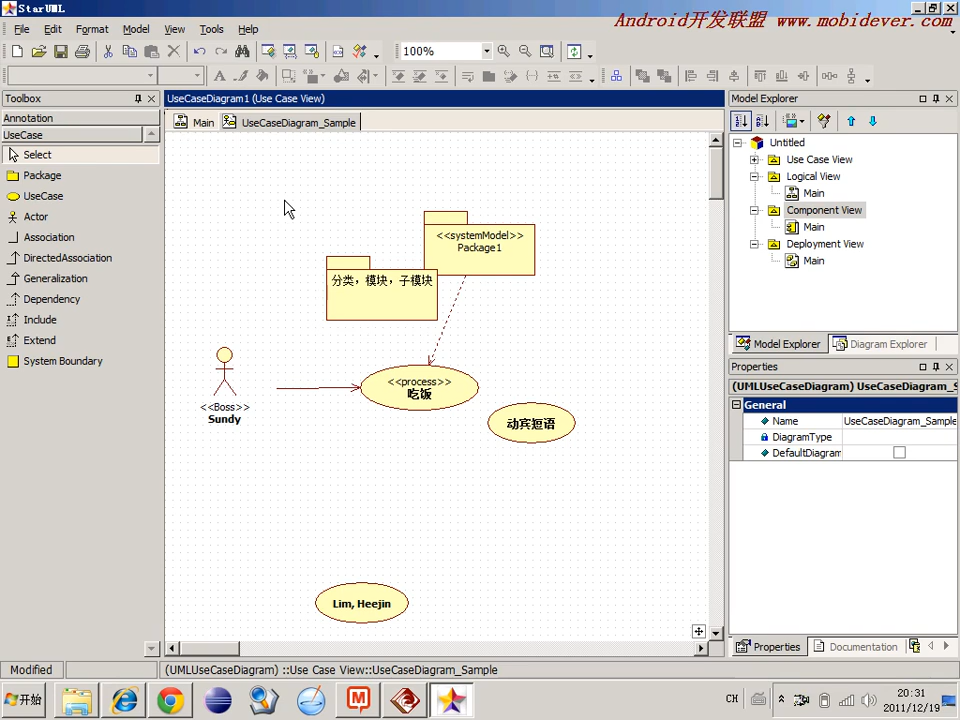 StarUML
Android开发联盟 www.mobidever.com
File Edit Format Model View Tools Help
100%
Toolbox
UseCaseDiagram1 (Use Case View)
Model Explorer
Annotation
UseCase
Main
UseCaseDiagram_Sample
Select
Package
UseCase
Actor
Association
DirectedAssociation
Generalization
Dependency
Include
Extend
System Boundary
<<systemModel>>
Package1
分类，模块，子模块
<<process>>
吃饭
<<Boss>>
Sundy
动宾短语
Lim, Heejin
Untitled
Use Case View
Logical View
Main
Component View
Main
Deployment View
Main
Model Explorer
Diagram Explorer
Properties
(UMLUseCaseDiagram) UseCaseDiagram_S
General
Name UseCaseDiagram_Sample
DiagramType
DefaultDiagram
Properties
Documentation
Modified
(UMLUseCaseDiagram) ::Use Case View::UseCaseDiagram_Sample
开始
CH
20:31
2011/12/19